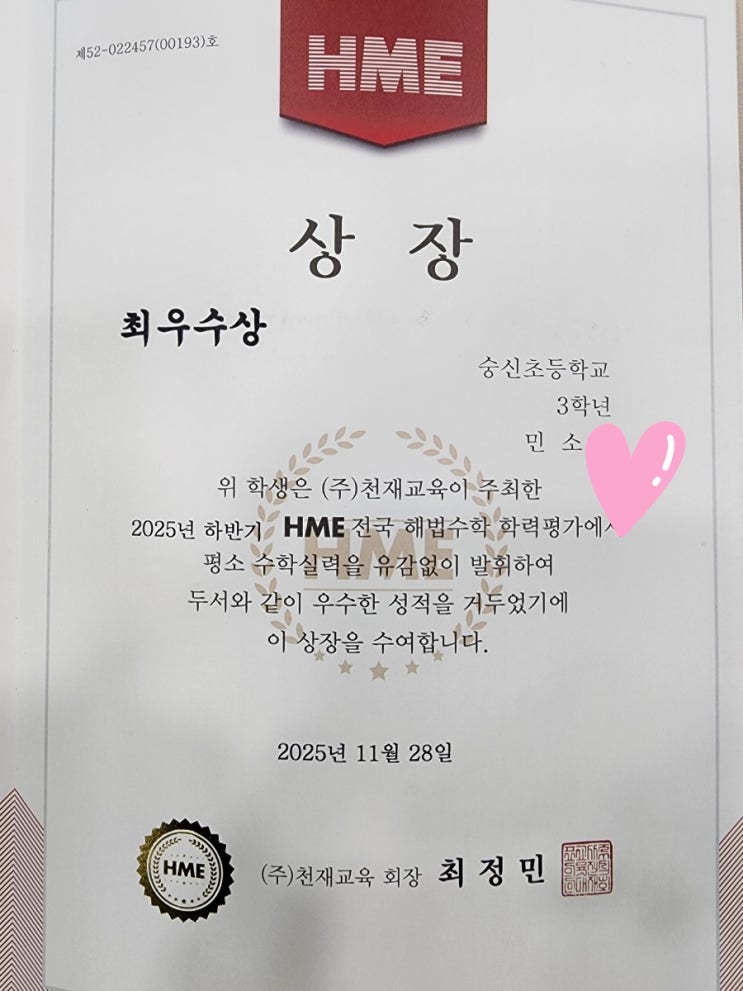 제52-022457(00193)호
HME
상 장
최우수상
숭신초등학교
3학년
민 소
위 학생은 (주)천재교육이 주최한
2025년 하반기 HME 전국 해법수학 학력평가에서
평소 수학실력을 유감없이 발휘하여
두서와 같이 우수한 성적을 거두었기에
이 상장을 수여합니다.
HME
2025년 11월 28일
HME
(주)천재교육 회장 최 정 민